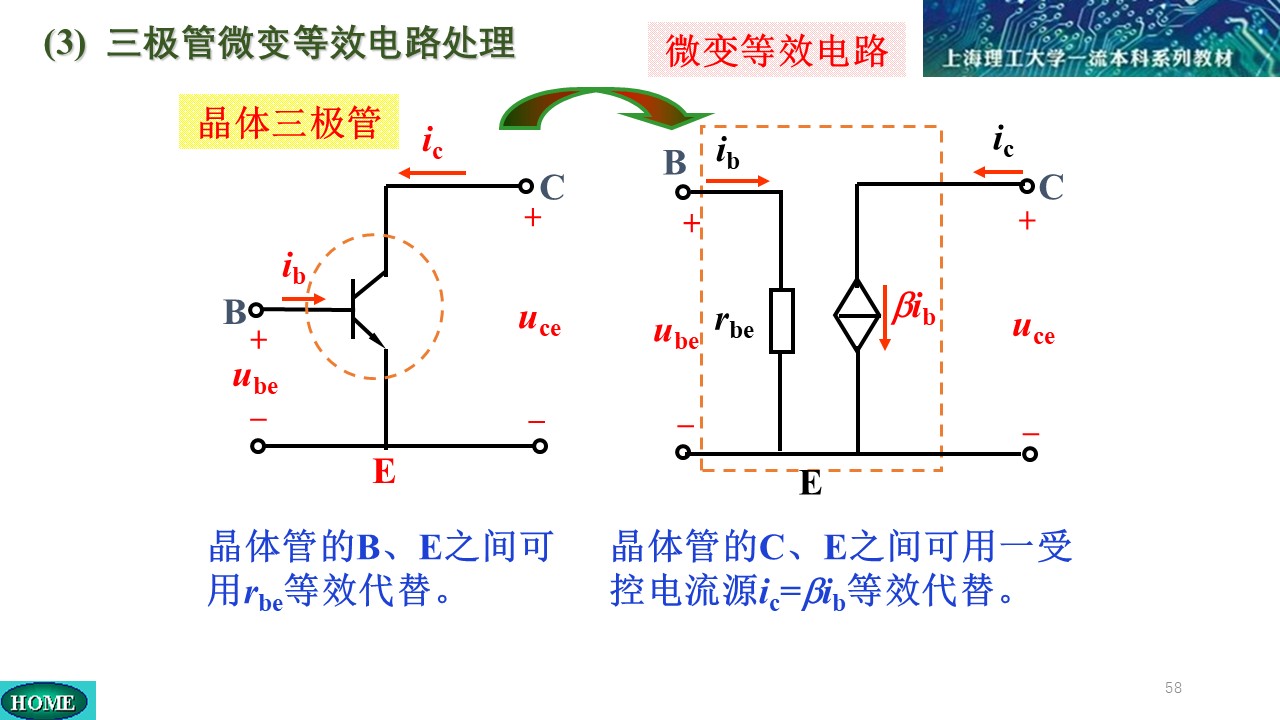 (3) 三极管微变等效电路处理
微变等效电路
上海理工大学一流本科系列教材
晶体三极管
ic
C
+
ib
B
+
ube
−
uce
−
E
B
ib
ic
C
+
+
ube
rbe
βib
uce
−
−
E
晶体管的B、E之间可
用rbe等效代替。
晶体管的C、E之间可用一受
控电流源ic=βib等效代替。
HOME
58